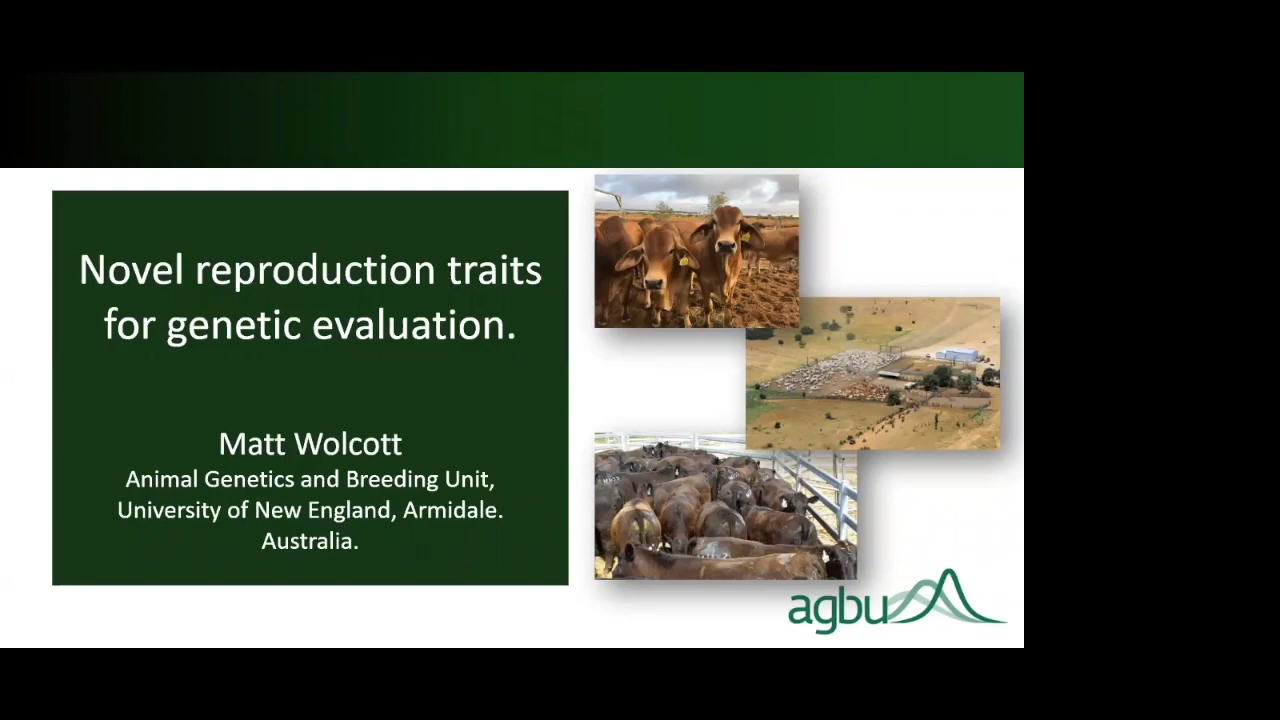 Novel reproduction traits
for genetic evaluation.
Matt Wolcott
Animal Genetics and Breeding Unit,
University of New England, Armidale.
Australia.
agbu